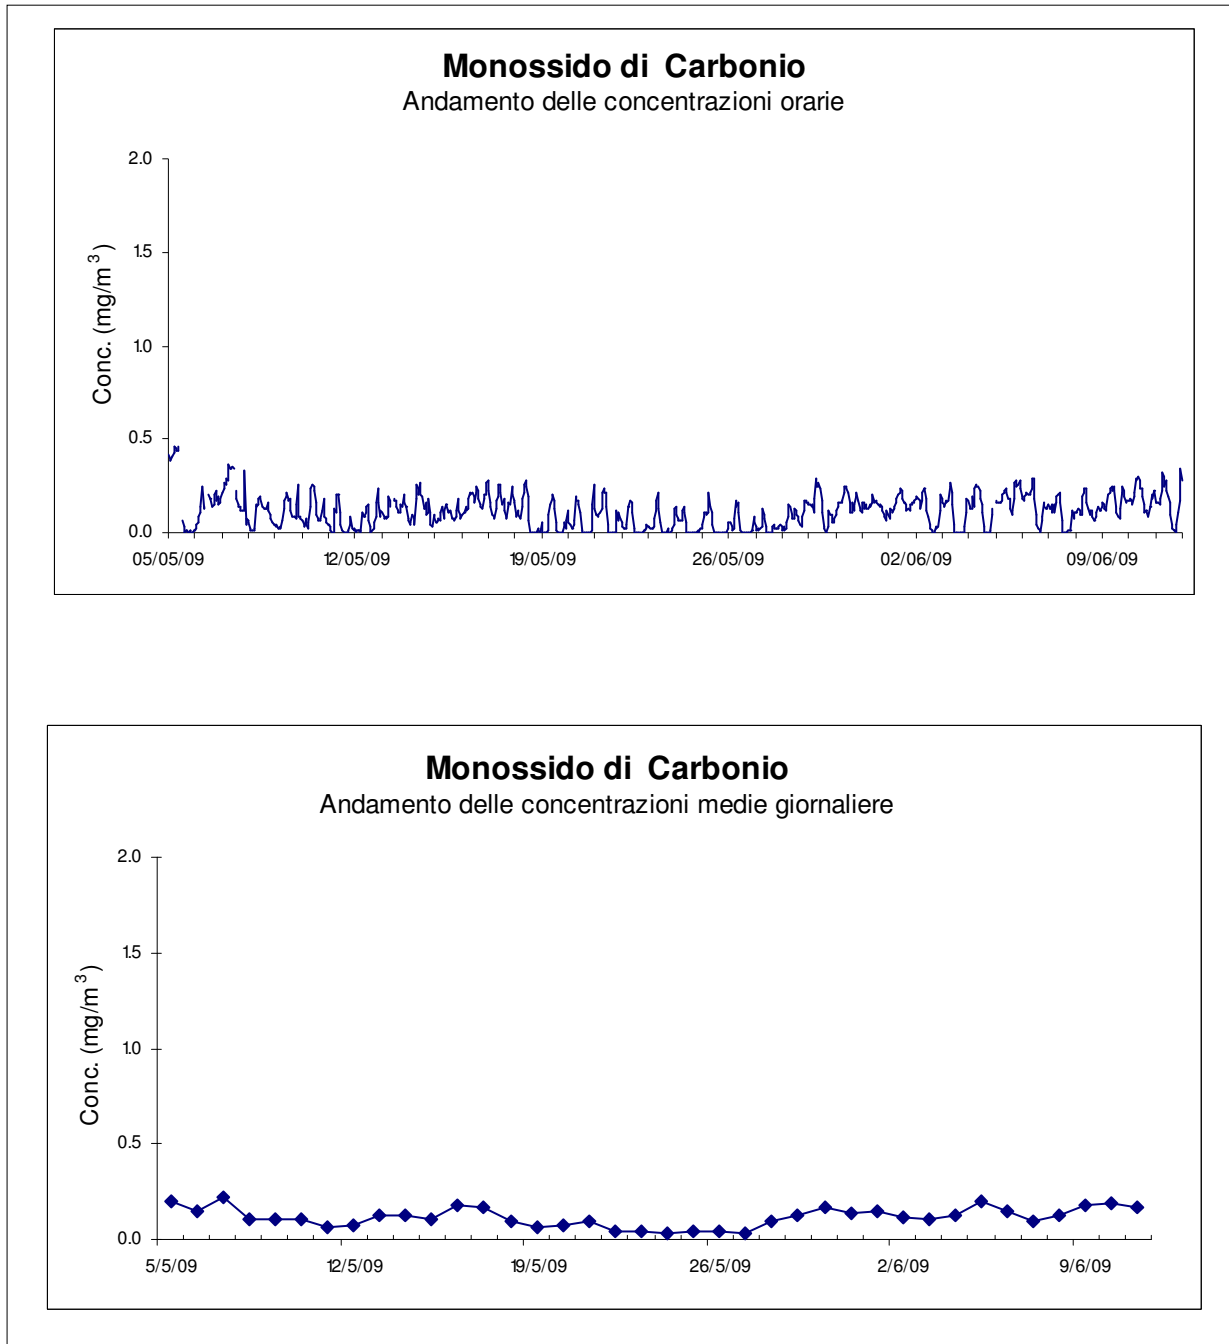 Monossido di Carbonio
Andamento delle concentrazioni orarie
Conc. (mg/m³)
2.0
1.5
1.0
0.5
0.0
05/05/09 12/05/09 19/05/09 26/05/09 02/06/09 09/06/09
Monossido di Carbonio
Andamento delle concentrazioni medie giornaliere
Conc. (mg/m³)
2.0
1.5
1.0
0.5
0.0
5/5/09 12/5/09 19/5/09 26/5/09 2/6/09 9/6/09